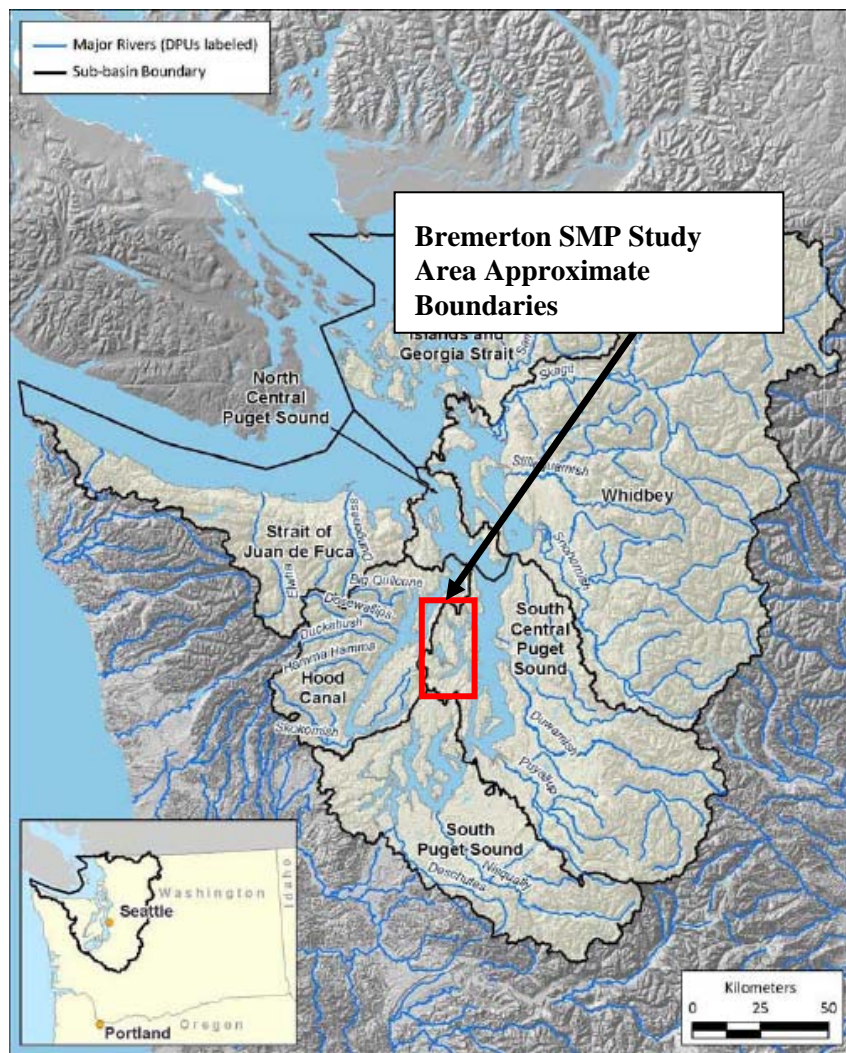 Major Rivers (DPUs labeled)
Sub-basin Boundary
Bremerton SMP Study
Area Approximate
Boundaries
Islands and
Georgia Strait
North
Central
Puget Sound
Skagit
Whidbey
Snohomish
Strait of
Juan de Fuca
Elwha
Dungeness
Big Quilcene
Dosewallips
Duckabush
Hamma Hamma
Hood
Canal
Skokomish
South
Central
Puget
Sound
Duwamish
Puyallup
South
Puget Sound
Nisqually
Deschutes
Washington
Idaho
Seattle
Portland
Oregon
Kilometers
0 25 50